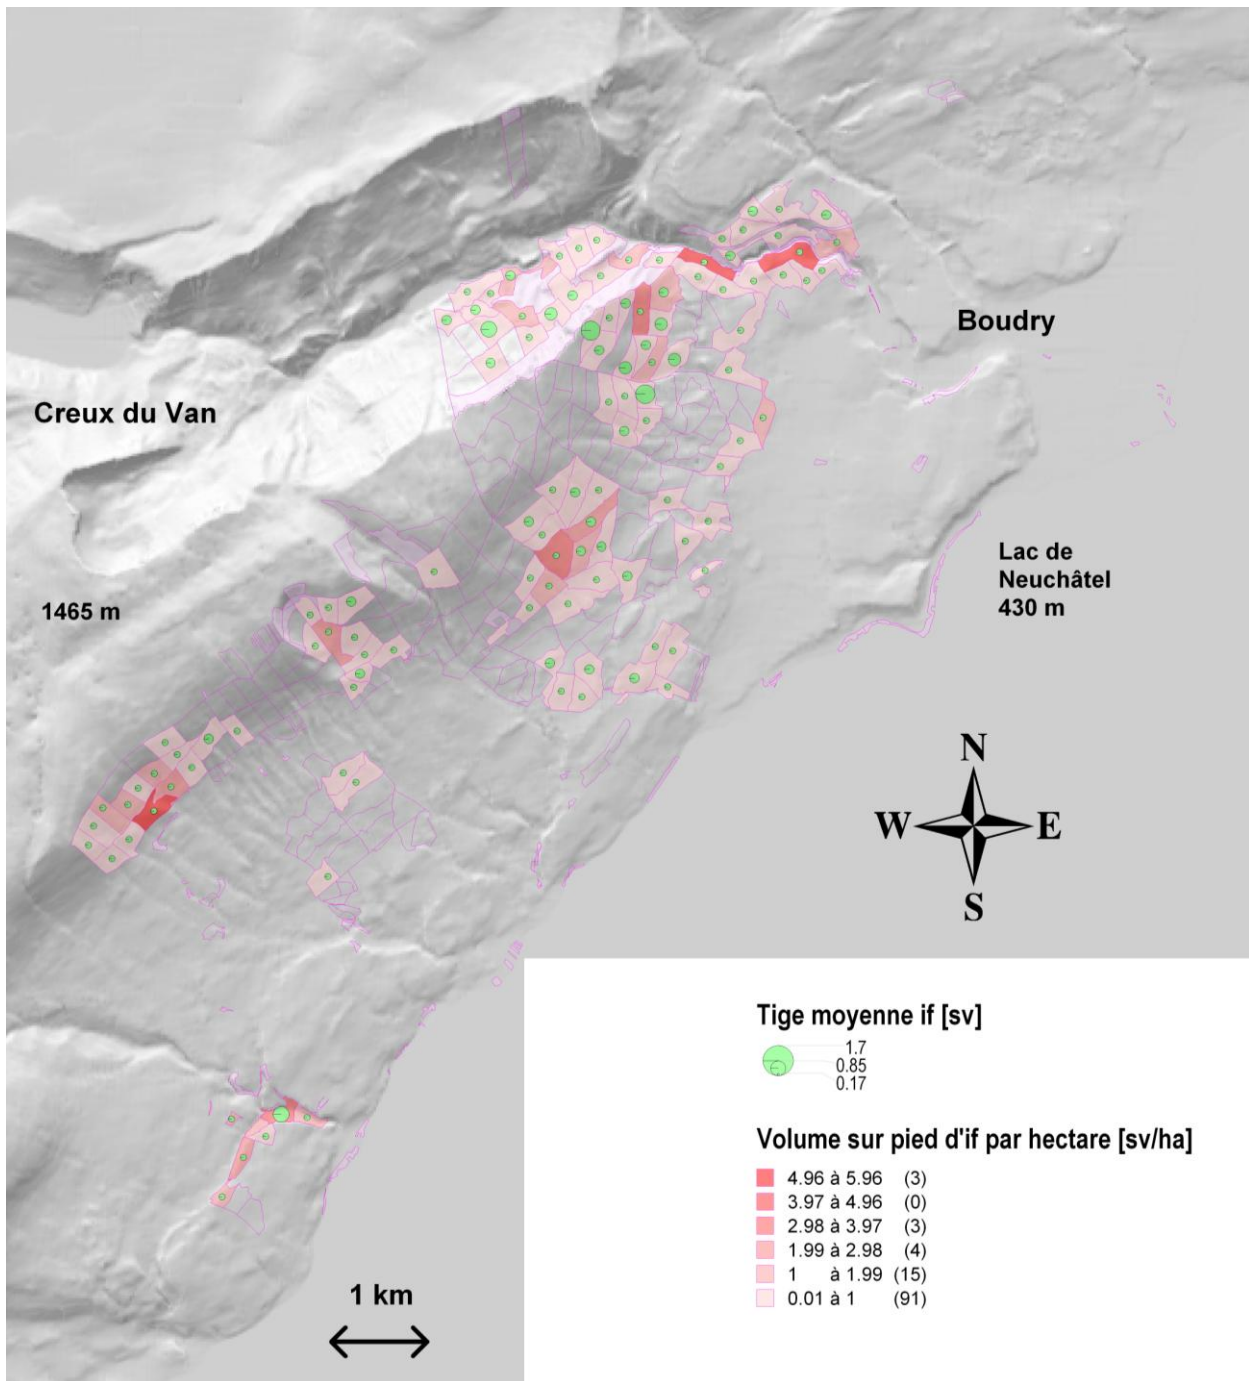 Boudry
Creux du Van
Lac de
Neuchâtel
430 m
1465 m
N
W E
S
Tige moyenne if [sv]
1.7
0.85
0.17
Volume sur pied d'if par hectare [sv/ha]
4.96 à 5.96 (3)
3.97 à 4.96 (0)
2.98 à 3.97 (3)
1.99 à 2.98 (4)
1 à 1.99 (15)
0.01 à 1 (91)
1 km